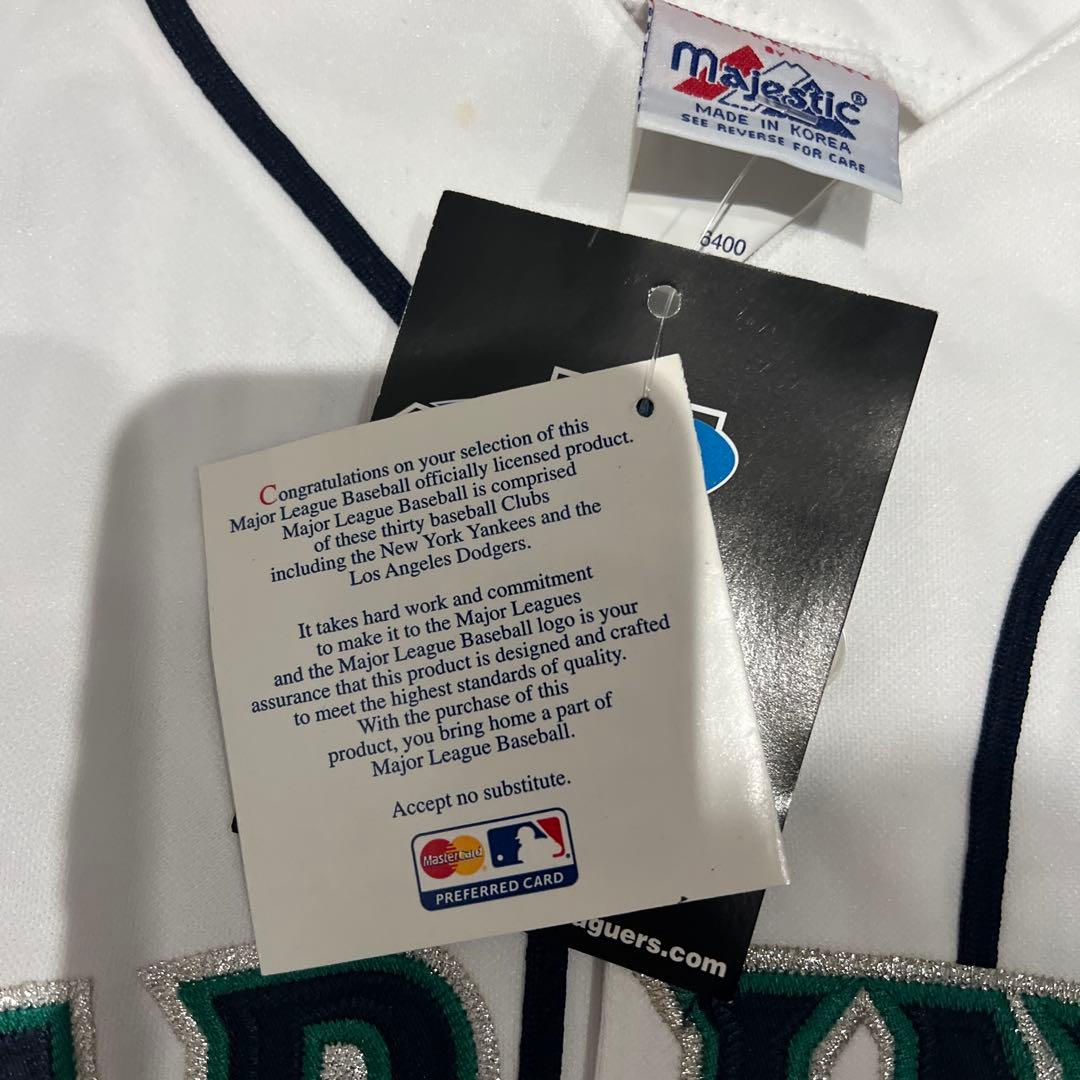 Majestic®
MADE IN KOREA
SEE REVERSE FOR CARE
6400
Congratulations on your selection of this
Major League Baseball officially licensed product.
Major League Baseball is comprised
of these thirty baseball Clubs
including the New York Yankees and the
Los Angeles Dodgers.
It takes hard work and commitment
to make it to the Major Leagues
and the Major League Baseball logo is your
assurance that this product is designed and crafted
to meet the highest standards of quality.
With the purchase of this
product, you bring home a part of
Major League Baseball.
Accept no substitute.
MasterCard
PREFERRED CARD
aguers.com